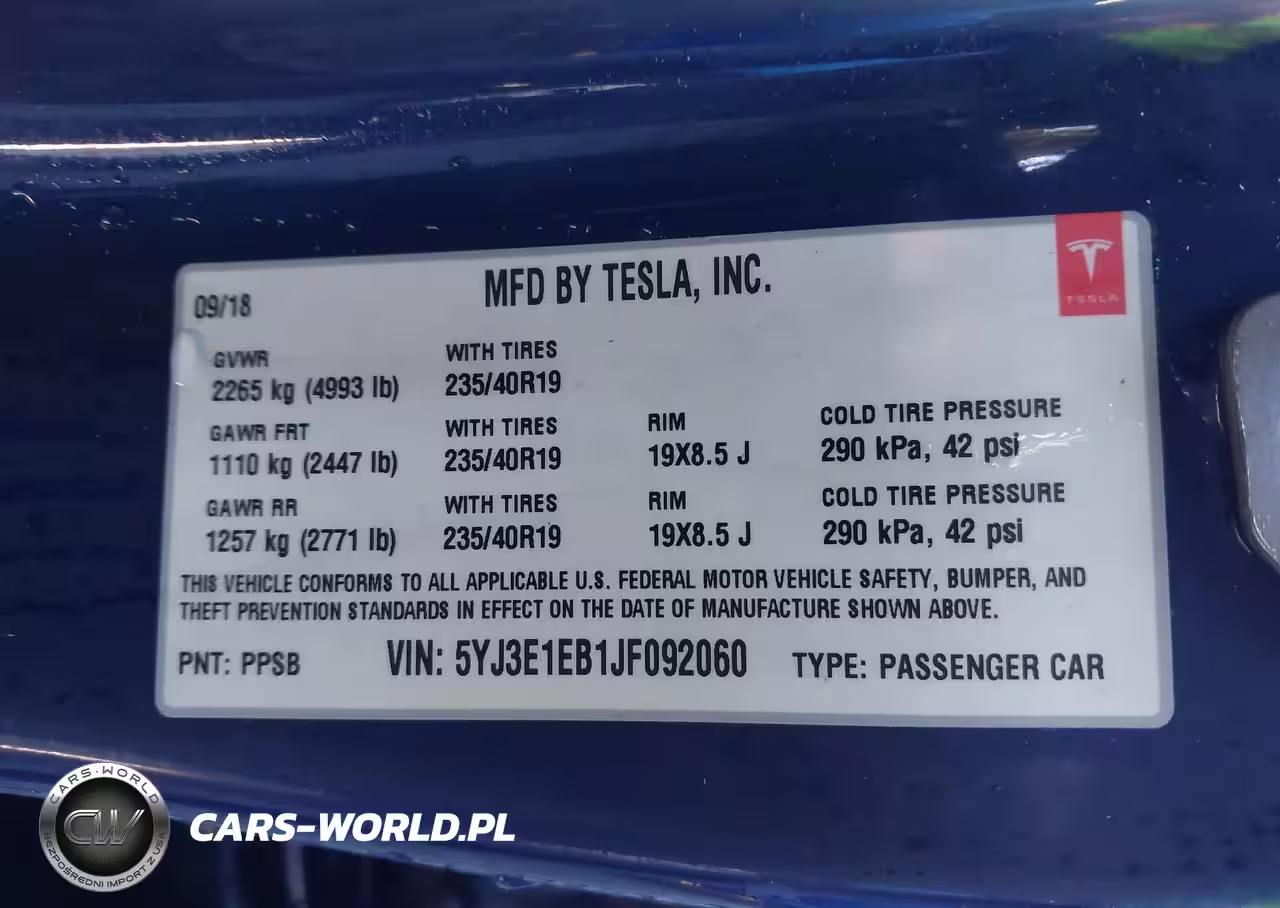 TESLA
MFD BY TESLA, INC.
09/18
GVWR WITH TIRES
2265 kg (4993 lb) 235/40R19
GAWR FRT WITH TIRES RIM COLD TIRE PRESSURE
1110 kg (2447 lb) 235/40R19 19X8.5 J 290 kPa, 42 psi
GAWR RR WITH TIRES RIM COLD TIRE PRESSURE
1257 kg (2771 lb) 235/40R19 19X8.5 J 290 kPa, 42 psi
THIS VEHICLE CONFORMS TO ALL APPLICABLE U.S. FEDERAL MOTOR VEHICLE SAFETY, BUMPER, AND
THEFT PREVENTION STANDARDS IN EFFECT ON THE DATE OF MANUFACTURE SHOWN ABOVE.
PNT: PPSB VIN: 5YJ3E1EB1JF092060 TYPE: PASSENGER CAR
CARS-WORLD
CW
BEZPOŚREDNI IMPORT Z USA
CARS-WORLD.PL